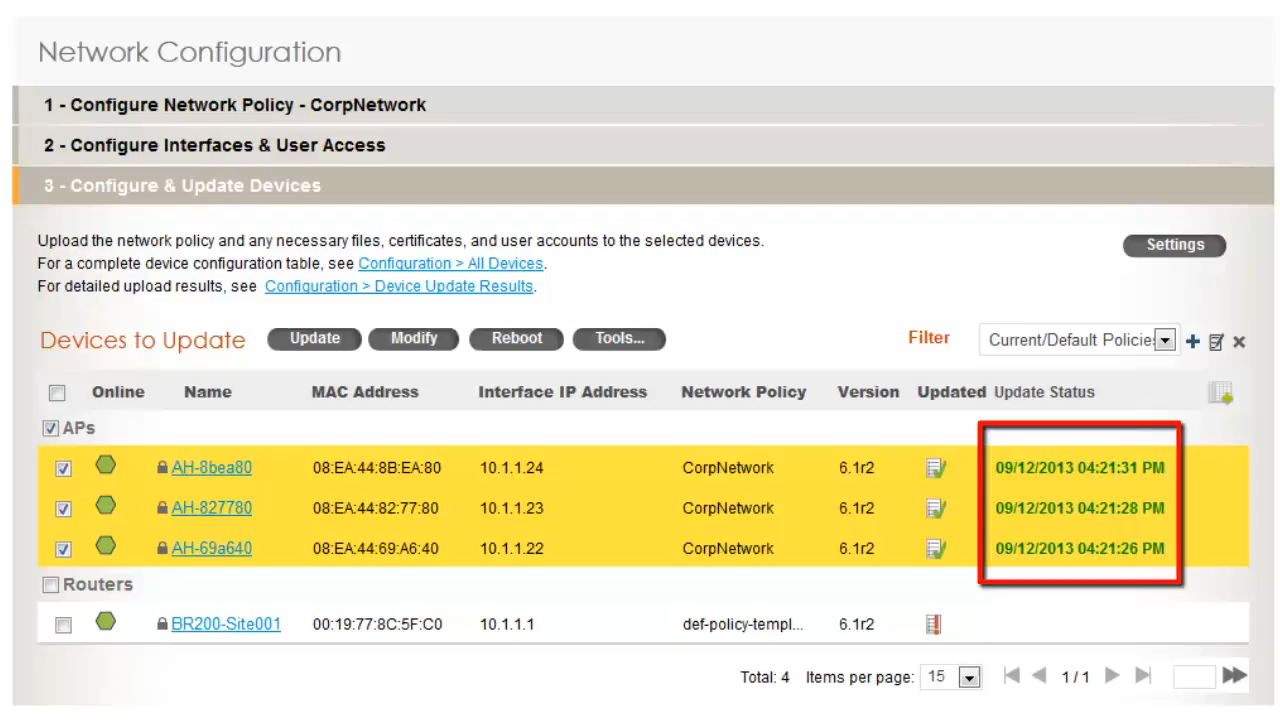 Network Configuration
1 - Configure Network Policy - CorpNetwork
2 - Configure Interfaces & User Access
3 - Configure & Update Devices
Upload the network policy and any necessary files, certificates, and user accounts to the selected devices.
Settings
For a complete device configuration table, see Configuration > All Devices.
For detailed upload results, see Configuration > Device Update Results.
Devices to Update Update Modify Reboot Tools... Filter Current/Default Policie
Online Name MAC Address Interface IP Address Network Policy Version Updated Update Status
APs
AH-8bea80 08:EA:44:8B:EA:80 10.1.1.24 CorpNetwork 6.1r2 09/12/2013 04:21:31 PM
AH-827780 08:EA:44:82:77:80 10.1.1.23 CorpNetwork 6.1r2 09/12/2013 04:21:28 PM
AH-69a640 08:EA:44:69:A6:40 10.1.1.22 CorpNetwork 6.1r2 09/12/2013 04:21:26 PM
Routers
BR200-Site001 00:19:77:8C:5F:C0 10.1.1.1 def-policy-templ... 6.1r2
Total: 4 Items per page: 15 1 / 1